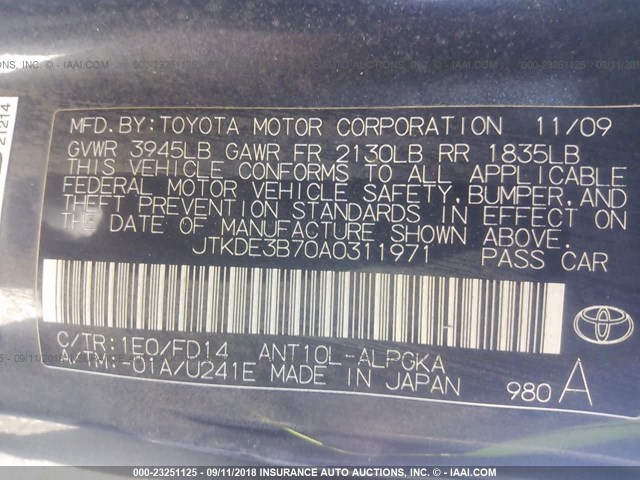 21214
MFD.BY:TOYOTA MOTOR CORPORATION 11/09
GVWR 3945LB GAWR FR 2130LB RR 1835LB
THIS VEHICLE CONFORMS TO ALL APPLICABLE
FEDERAL MOTOR VEHICLE SAFETY,BUMPER,AND
THEFT PREVENTION STANDARDS IN EFFECT ON
THE DATE OF MANUFACTURE SHOWN ABOVE.
JTKDE3B70A0311971 PASS CAR
C/TR:1E0/FD14 ANT10L-ALPGKA
A/TM:-01A/U241E MADE IN JAPAN
980 A
000-23251125 - 09/11/2018 INSURANCE AUTO AUCTIONS, INC. - © - IAAI.COM